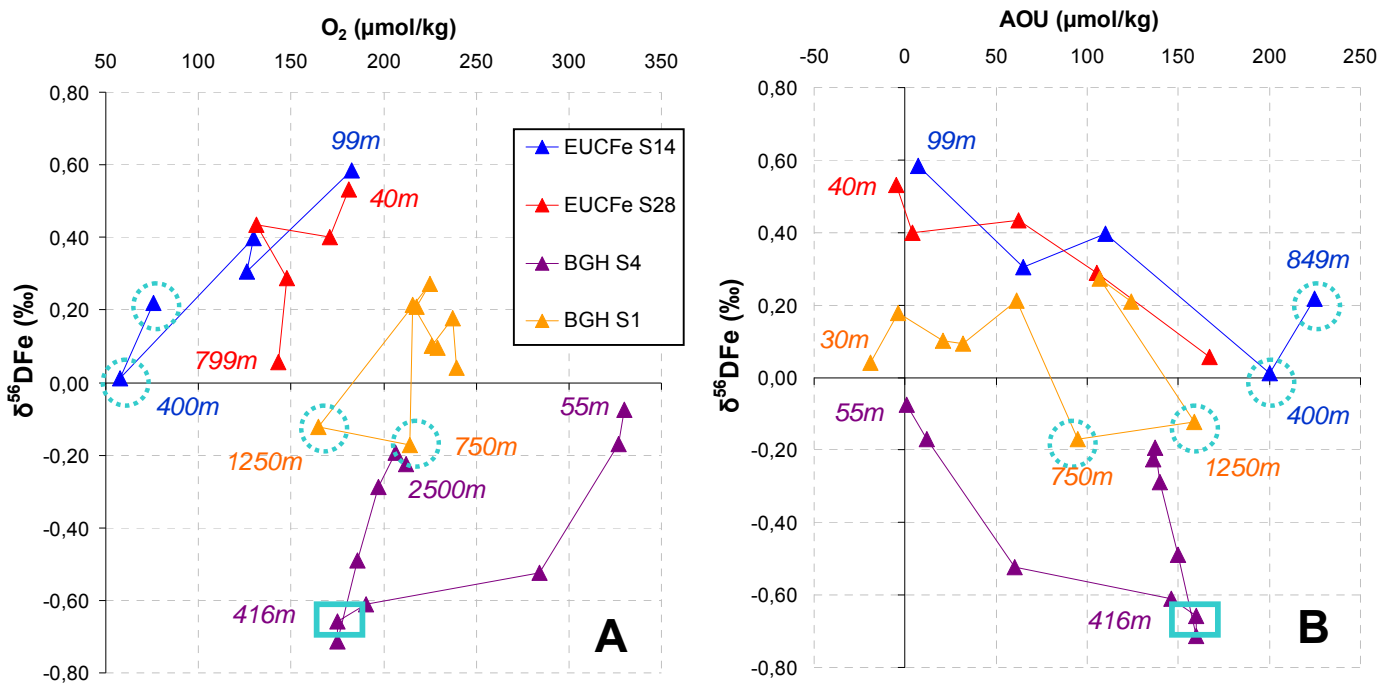 O₂ (µmol/kg)
50 100 150 200 250 300 350
0,80
0,60
0,40
0,20
0,00
-0,20
-0,40
-0,60
-0,80
δ⁵⁶DFe (‰)
99m
40m
799m
400m
1250m
750m
2500m
55m
416m
EUCFe S14
EUCFe S28
BGH S4
BGH S1
A
AOU (µmol/kg)
-50 0 50 100 150 200 250
0,80
0,60
0,40
0,20
0,00
-0,20
-0,40
-0,60
-0,80
δ⁵⁶DFe (‰)
99m
40m
849m
30m
400m
55m
750m
1250m
416m
B